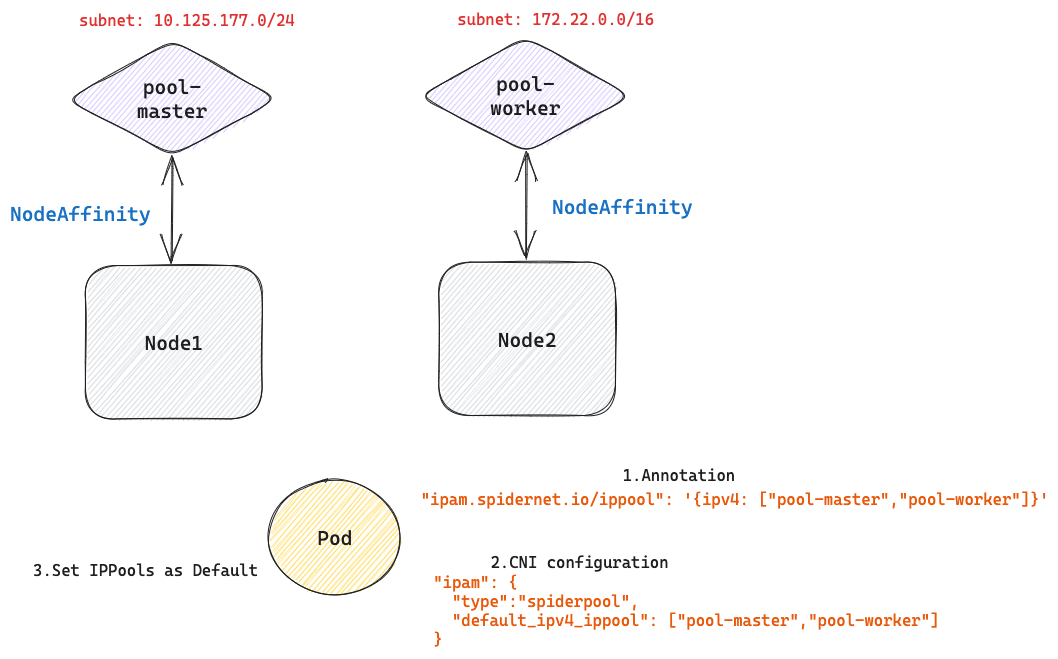 subnet: 10.125.177.0/24
subnet: 172.22.0.0/16
pool-
master
pool-
worker
NodeAffinity
NodeAffinity
Node1
Node2
1.Annotation
"ipam.spidernet.io/ippool": '{ipv4: ["pool-master","pool-worker"]}'
Pod
3.Set IPPools as Default
2.CNI configuration
"ipam": {
"type":"spiderpool",
"default_ipv4_ippool": ["pool-master","pool-worker"]
}